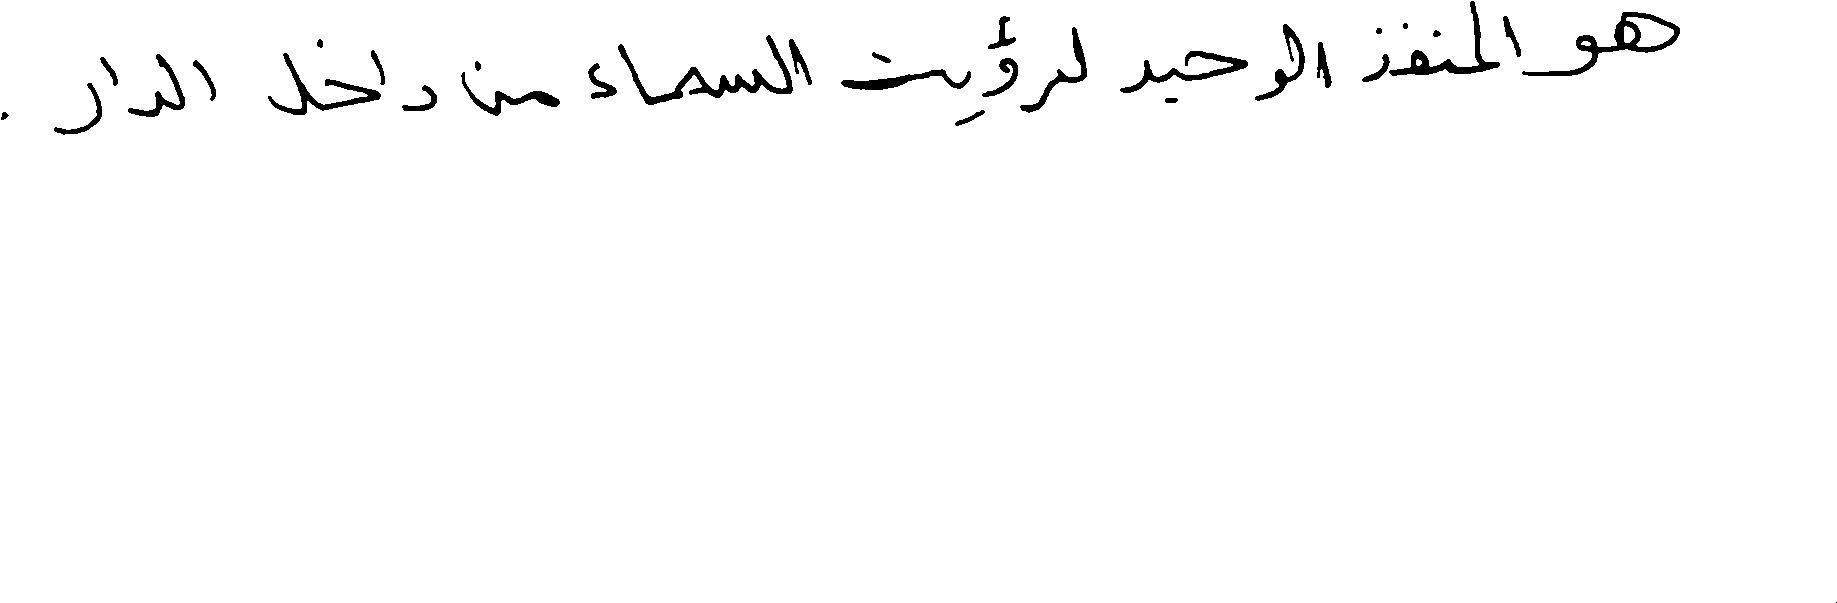 هو المنفذ الوحيد لرؤيت السماء من داخل الدار .